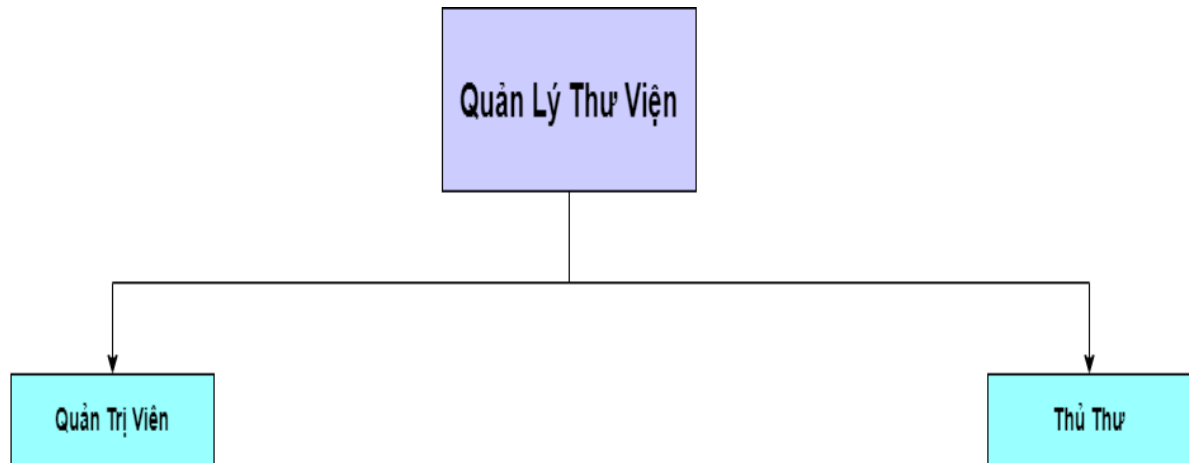 Quản Lý Thư Viện
Quản Trị Viên
Thủ Thư